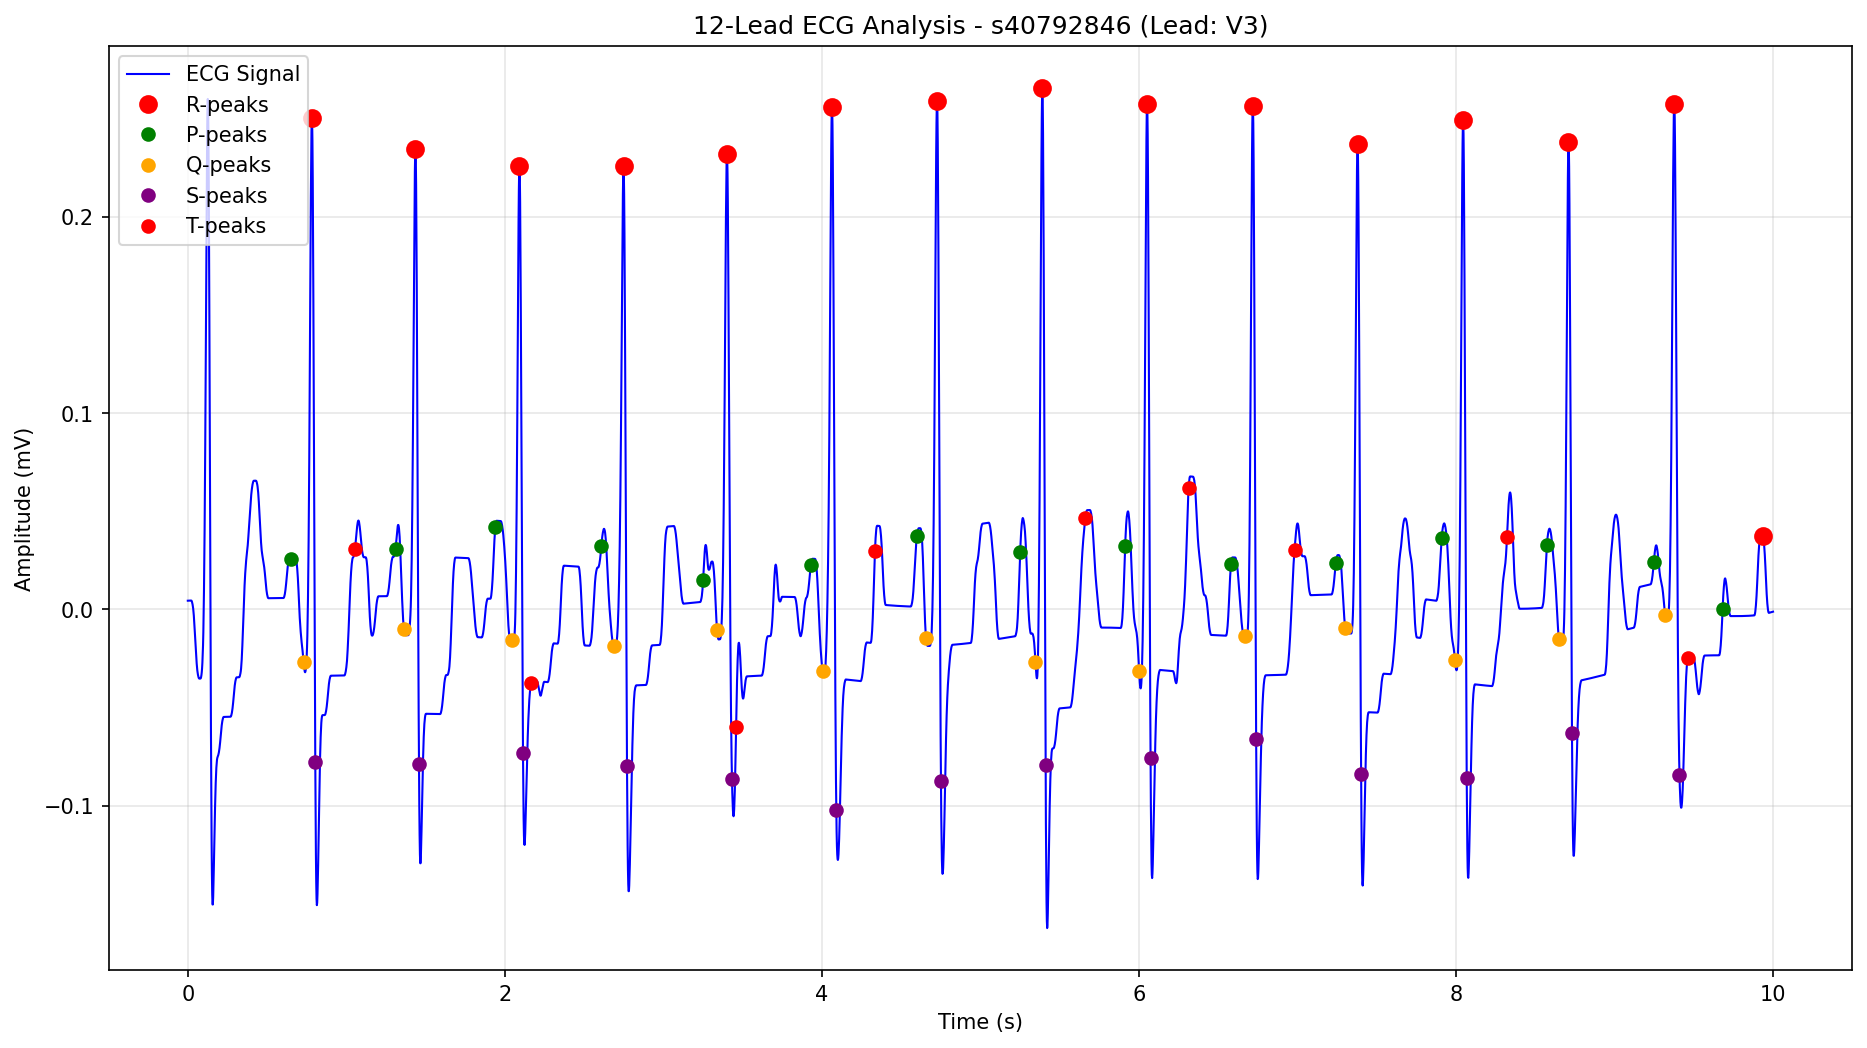 12-Lead ECG Analysis - s40792846 (Lead: V3)
ECG Signal
R-peaks
P-peaks
Q-peaks
S-peaks
T-peaks
Amplitude (mV)
0.2
0.1
0.0
−0.1
0 2 4 6 8 10
Time (s)